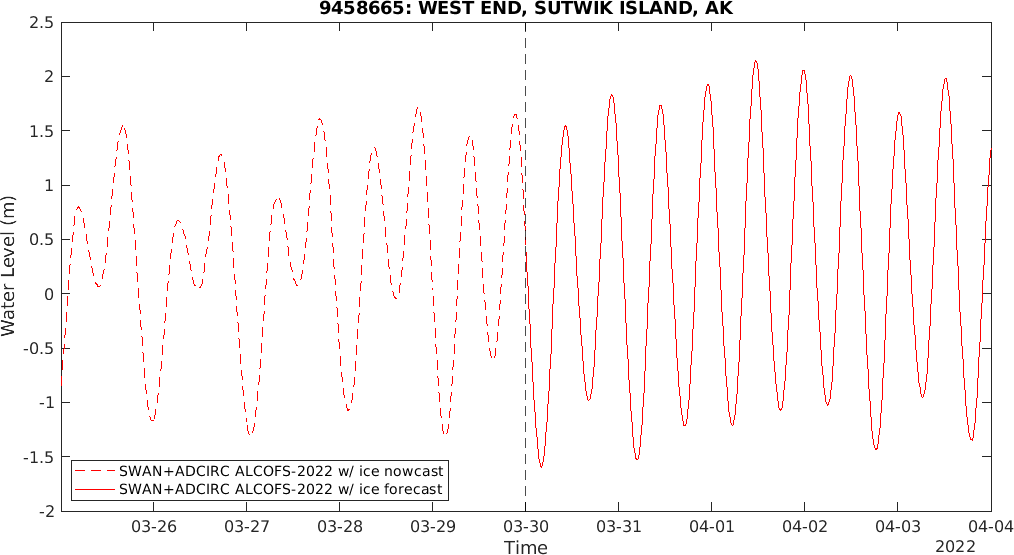 9458665: WEST END, SUTWIK ISLAND, AK
Water Level (m)
2.5
2
1.5
1
0.5
0
-0.5
-1
-1.5
-2
SWAN+ADCIRC ALCOFS-2022 w/ ice nowcast
SWAN+ADCIRC ALCOFS-2022 w/ ice forecast
03-26 03-27 03-28 03-29 03-30 03-31 04-01 04-02 04-03 04-04
Time
2022